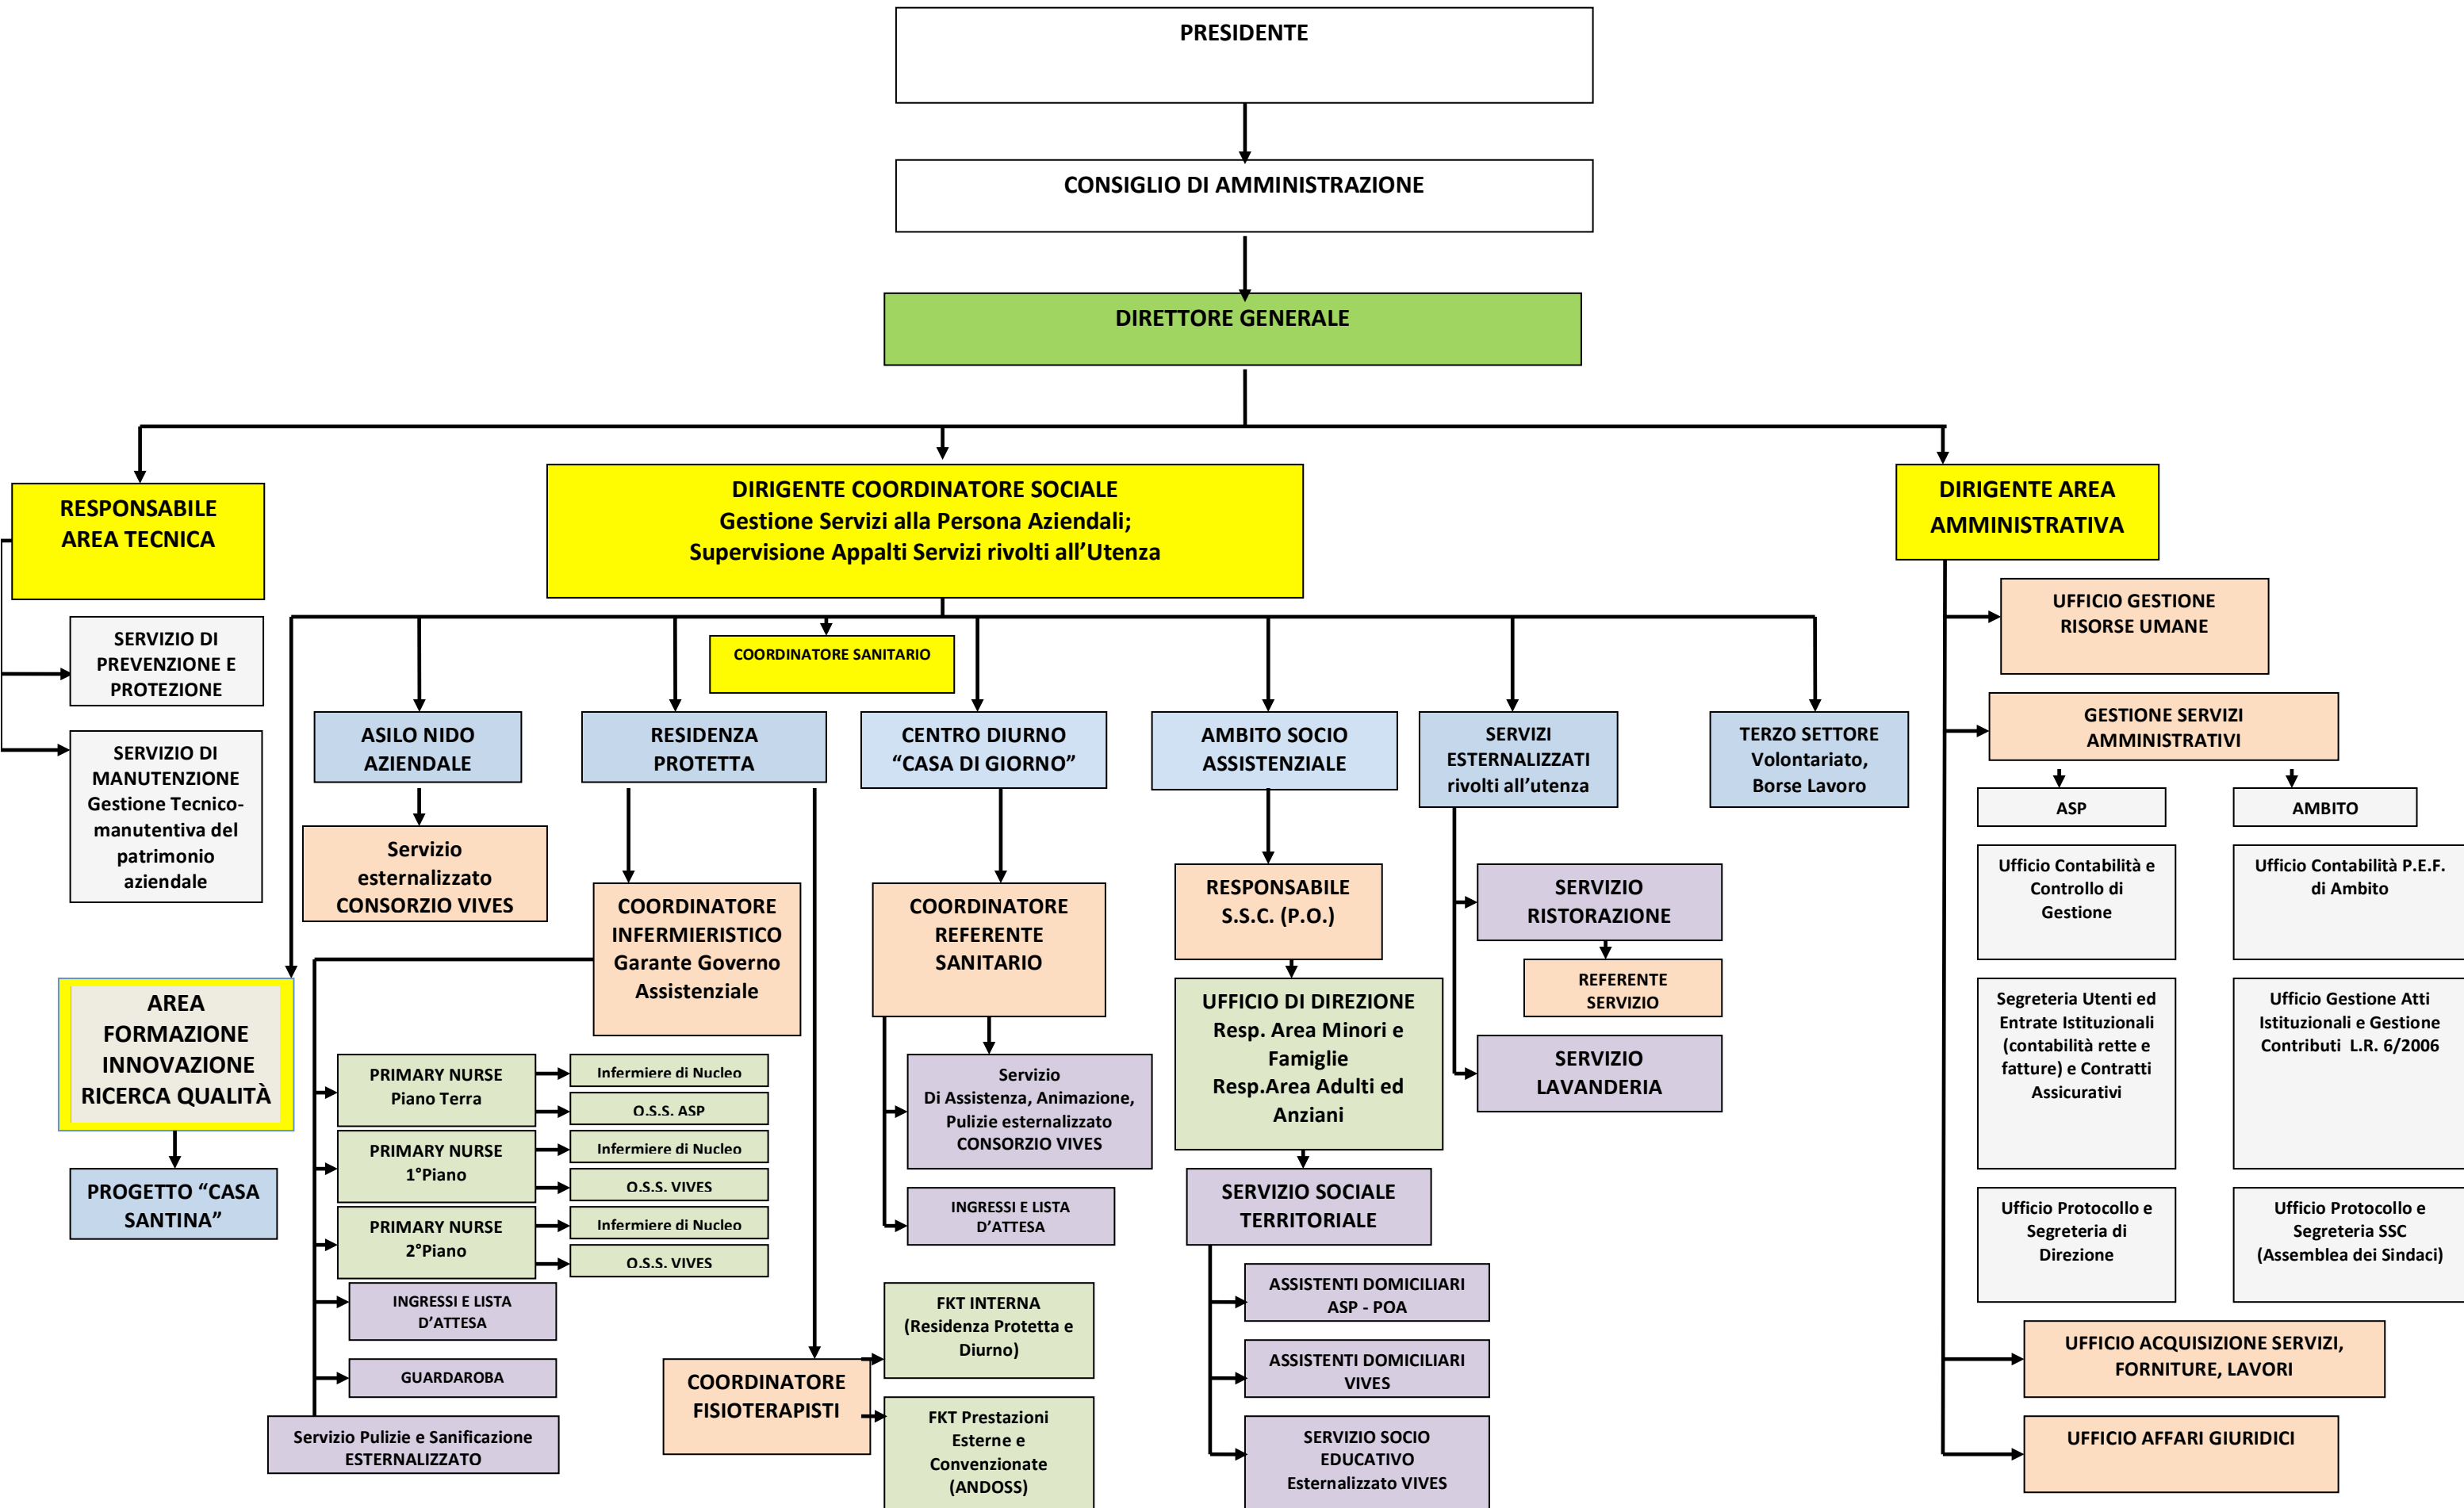 PRESIDENTE
CONSIGLIO DI AMMINISTRAZIONE
DIRETTORE GENERALE
RESPONSABILE
AREA TECNICA
SERVIZIO DI
PREVENZIONE E
PROTEZIONE
SERVIZIO DI
MANUTENZIONE
Gestione Tecnico-
manutentiva del
patrimonio
aziendale
DIRIGENTE COORDINATORE SOCIALE
Gestione Servizi alla Persona Aziendali;
Supervisione Appalti Servizi rivolti all’Utenza
COORDINATORE SANITARIO
AREA
FORMAZIONE
INNOVAZIONE
RICERCA QUALITÀ
PROGETTO “CASA
SANTINA”
ASILO NIDO
AZIENDALE
Servizio
esternalizzato
CONSORZIO VIVES
RESIDENZA
PROTETTA
COORDINATORE
INFERMIERISTICO
Garante Governo
Assistenziale
PRIMARY NURSE
Piano Terra
Infermiere di Nucleo
O.S.S. ASP
PRIMARY NURSE
1°Piano
Infermiere di Nucleo
O.S.S. VIVES
PRIMARY NURSE
2°Piano
Infermiere di Nucleo
O.S.S. VIVES
INGRESSI E LISTA
D’ATTESA
GUARDAROBA
Servizio Pulizie e Sanificazione
ESTERNALIZZATO
COORDINATORE
FISIOTERAPISTI
FKT INTERNA
(Residenza Protetta e
Diurno)
FKT Prestazioni
Esterne e
Convenzionate
(ANDOSS)
CENTRO DIURNO
“CASA DI GIORNO”
COORDINATORE
REFERENTE
SANITARIO
Servizio
Di Assistenza, Animazione,
Pulizie esternalizzato
CONSORZIO VIVES
INGRESSI E LISTA
D’ATTESA
AMBITO SOCIO
ASSISTENZIALE
RESPONSABILE
S.S.C. (P.O.)
UFFICIO DI DIREZIONE
Resp. Area Minori e
Famiglie
Resp.Area Adulti ed
Anziani
SERVIZIO SOCIALE
TERRITORIALE
ASSISTENTI DOMICILIARI
ASP - POA
ASSISTENTI DOMICILIARI
VIVES
SERVIZIO SOCIO
EDUCATIVO
Esternalizzato VIVES
SERVIZI
ESTERNALIZZATI
rivolti all’utenza
SERVIZIO
RISTORAZIONE
REFERENTE
SERVIZIO
SERVIZIO
LAVANDERIA
TERZO SETTORE
Volontariato,
Borse Lavoro
DIRIGENTE AREA
AMMINISTRATIVA
UFFICIO GESTIONE
RISORSE UMANE
GESTIONE SERVIZI
AMMINISTRATIVI
ASP
Ufficio Contabilità e
Controllo di
Gestione
Segreteria Utenti ed
Entrate Istituzionali
(contabilità rette e
fatture) e Contratti
Assicurativi
Ufficio Protocollo e
Segreteria di
Direzione
AMBITO
Ufficio Contabilità P.E.F.
di Ambito
Ufficio Gestione Atti
Istituzionali e Gestione
Contributi L.R. 6/2006
Ufficio Protocollo e
Segreteria SSC
(Assemblea dei Sindaci)
UFFICIO ACQUISIZIONE SERVIZI,
FORNITURE, LAVORI
UFFICIO AFFARI GIURIDICI